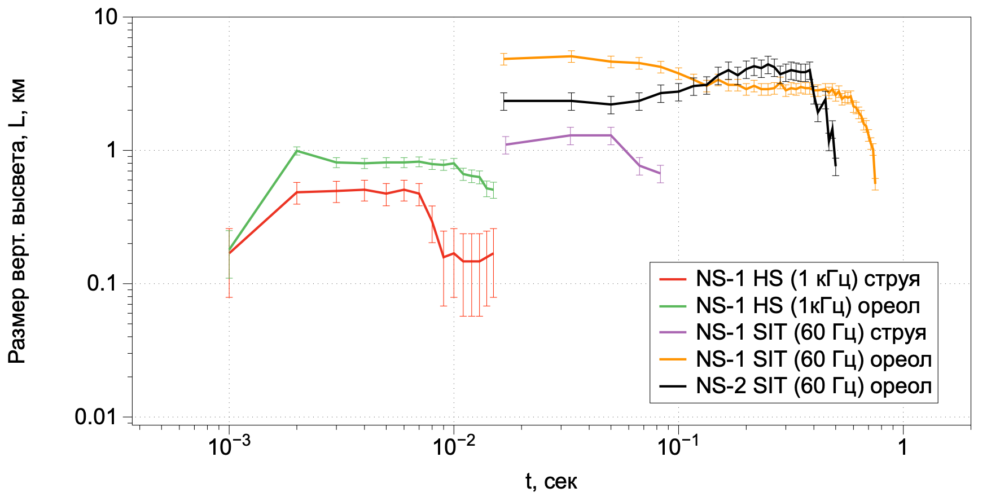 Размер верт. высвета, L, км
10
1
0.1
0.01
10⁻³
10⁻²
10⁻¹
1
t, сек
NS-1 HS (1 кГц) струя
NS-1 HS (1кГц) ореол
NS-1 SIT (60 Гц) струя
NS-1 SIT (60 Гц) ореол
NS-2 SIT (60 Гц) ореол